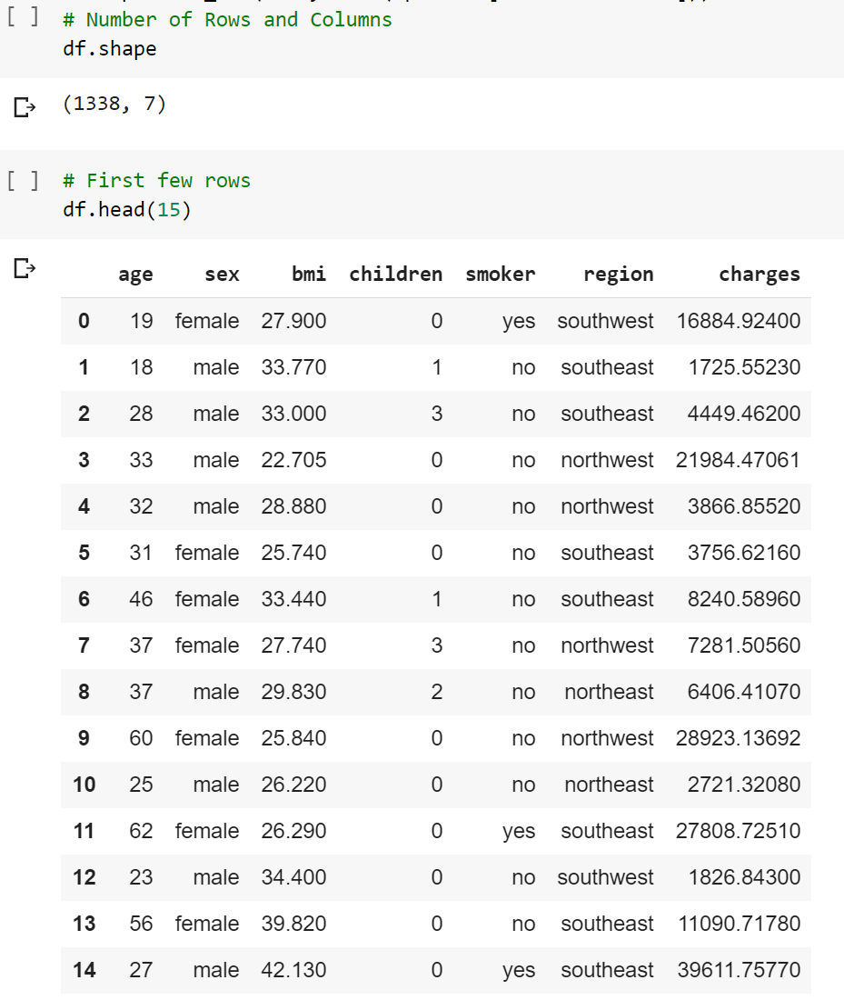 [ ] # Number of Rows and Columns
df.shape
(1338, 7)
[ ] # First few rows
df.head(15)
age sex bmi children smoker region charges
0 19 female 27.900 0 yes southwest 16884.92400
1 18 male 33.770 1 no southeast 1725.55230
2 28 male 33.000 3 no southeast 4449.46200
3 33 male 22.705 0 no northwest 21984.47061
4 32 male 28.880 0 no northwest 3866.85520
5 31 female 25.740 0 no southeast 3756.62160
6 46 female 33.440 1 no southeast 8240.58960
7 37 female 27.740 3 no northwest 7281.50560
8 37 male 29.830 2 no northeast 6406.41070
9 60 female 25.840 0 no northwest 28923.13692
10 25 male 26.220 0 no northeast 2721.32080
11 62 female 26.290 0 yes southeast 27808.72510
12 23 male 34.400 0 no southwest 1826.84300
13 56 female 39.820 0 no southeast 11090.71780
14 27 male 42.130 0 yes southeast 39611.75770